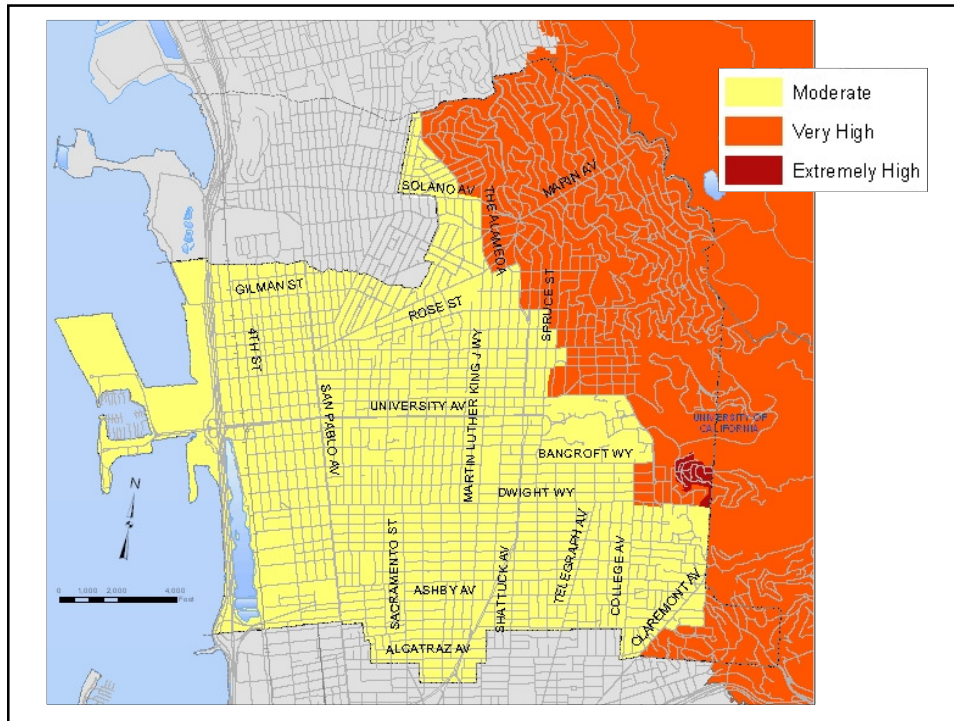 Moderate
Very High
Extremely High
SOLANO AV
MARIN AV
THE ALAMEDA
GILMAN ST
ROSE ST
SPRUCE ST
4TH ST
MARTIN LUTHER KING J WY
SAN PABLO AV
UNIVERSITY AV
UNIVERSITY OF
CALIFORNIA
BANCROFT WY
DWIGHT WY
N
SACRAMENTO ST
ASHBY AV
SHATTUCK AV
TELEGRAPH AV
COLLEGE AV
CLAREMONT AV
ALCATRAZ AV
0 1,000 2,000 4,000
Feet